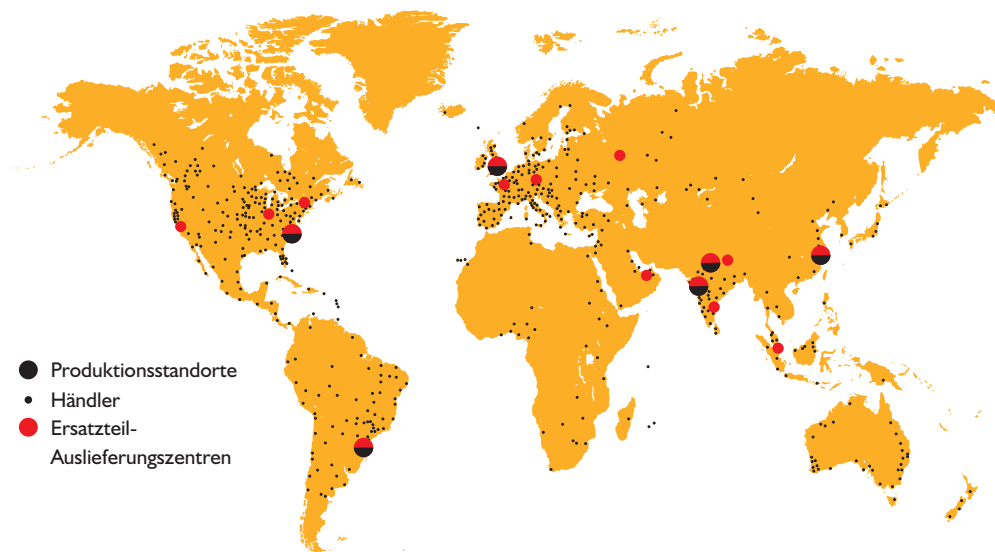 Produktionsstandorte
Händler
Ersatzteil-
Auslieferungszentren